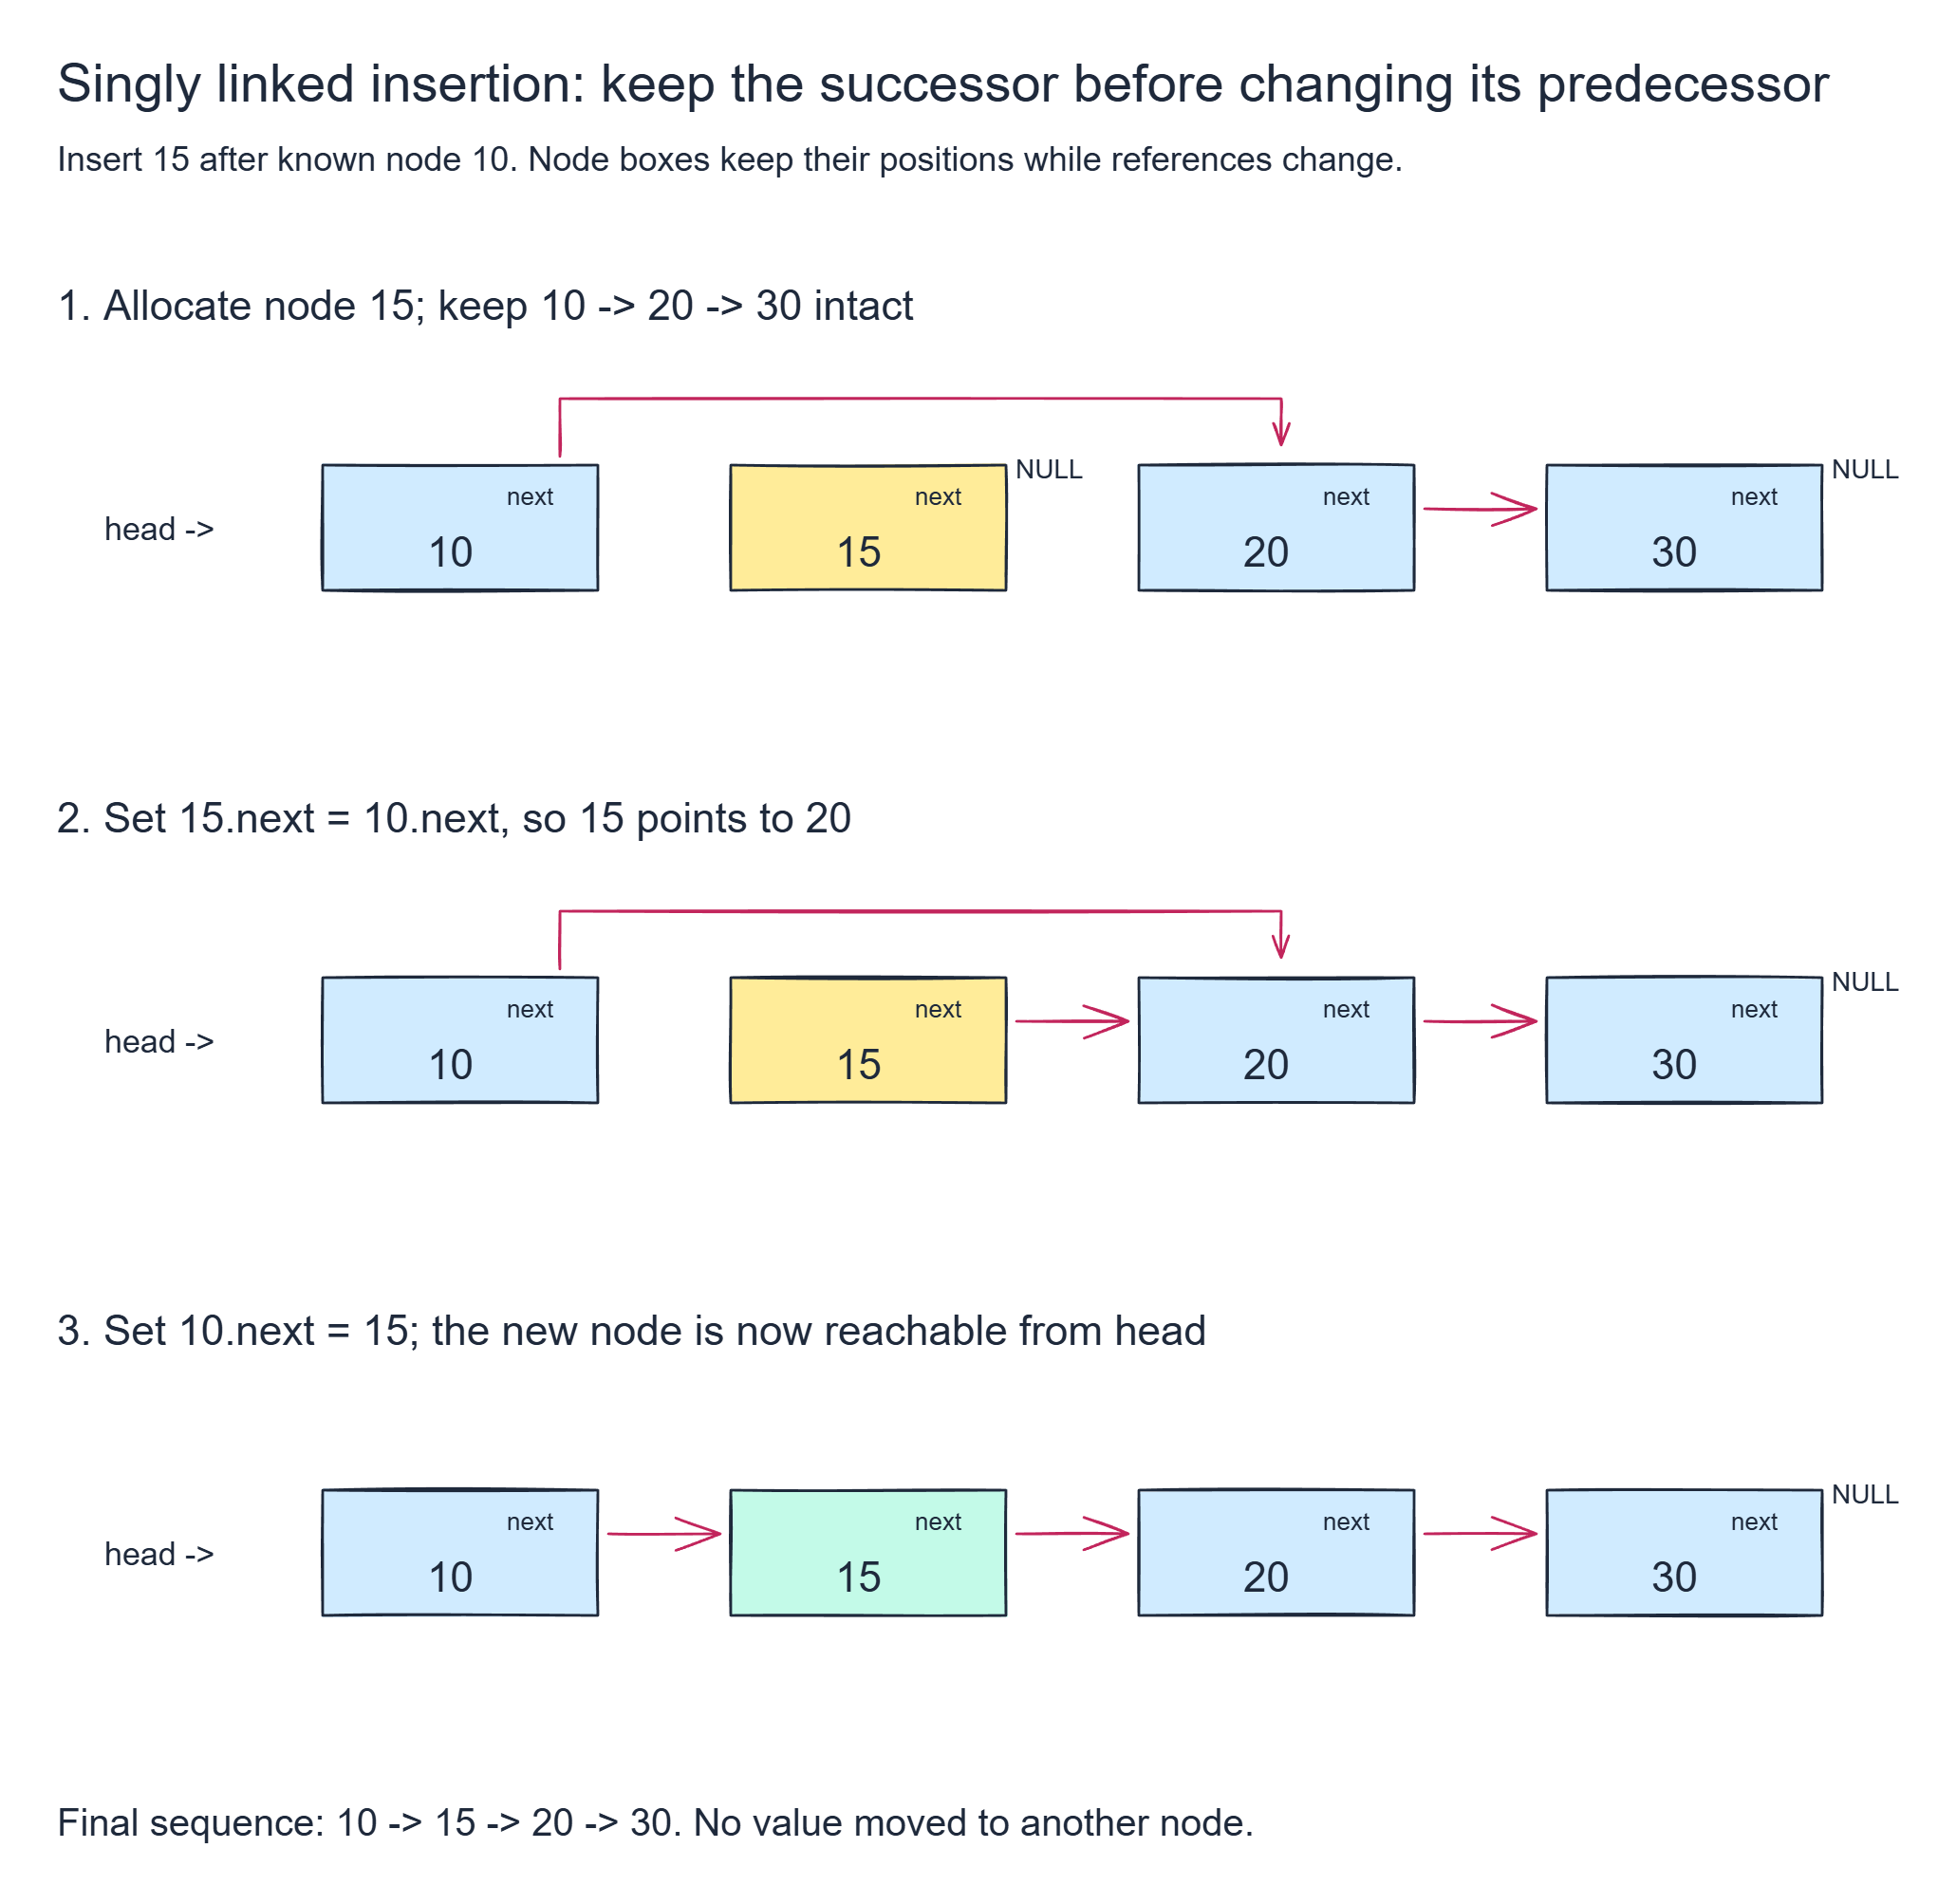 Singly linked insertion: keep the successor before changing its predecessor
Insert 15 after known node 10. Node boxes keep their positions while references change.
1. Allocate node 15; keep 10 -> 20 -> 30 intact
head ->
next
10
next
15
NULL
next
20
next
30
NULL
2. Set 15.next = 10.next, so 15 points to 20
head ->
next
10
next
15
next
20
next
30
NULL
3. Set 10.next = 15; the new node is now reachable from head
head ->
next
10
next
15
next
20
next
30
NULL
Final sequence: 10 -> 15 -> 20 -> 30. No value moved to another node.